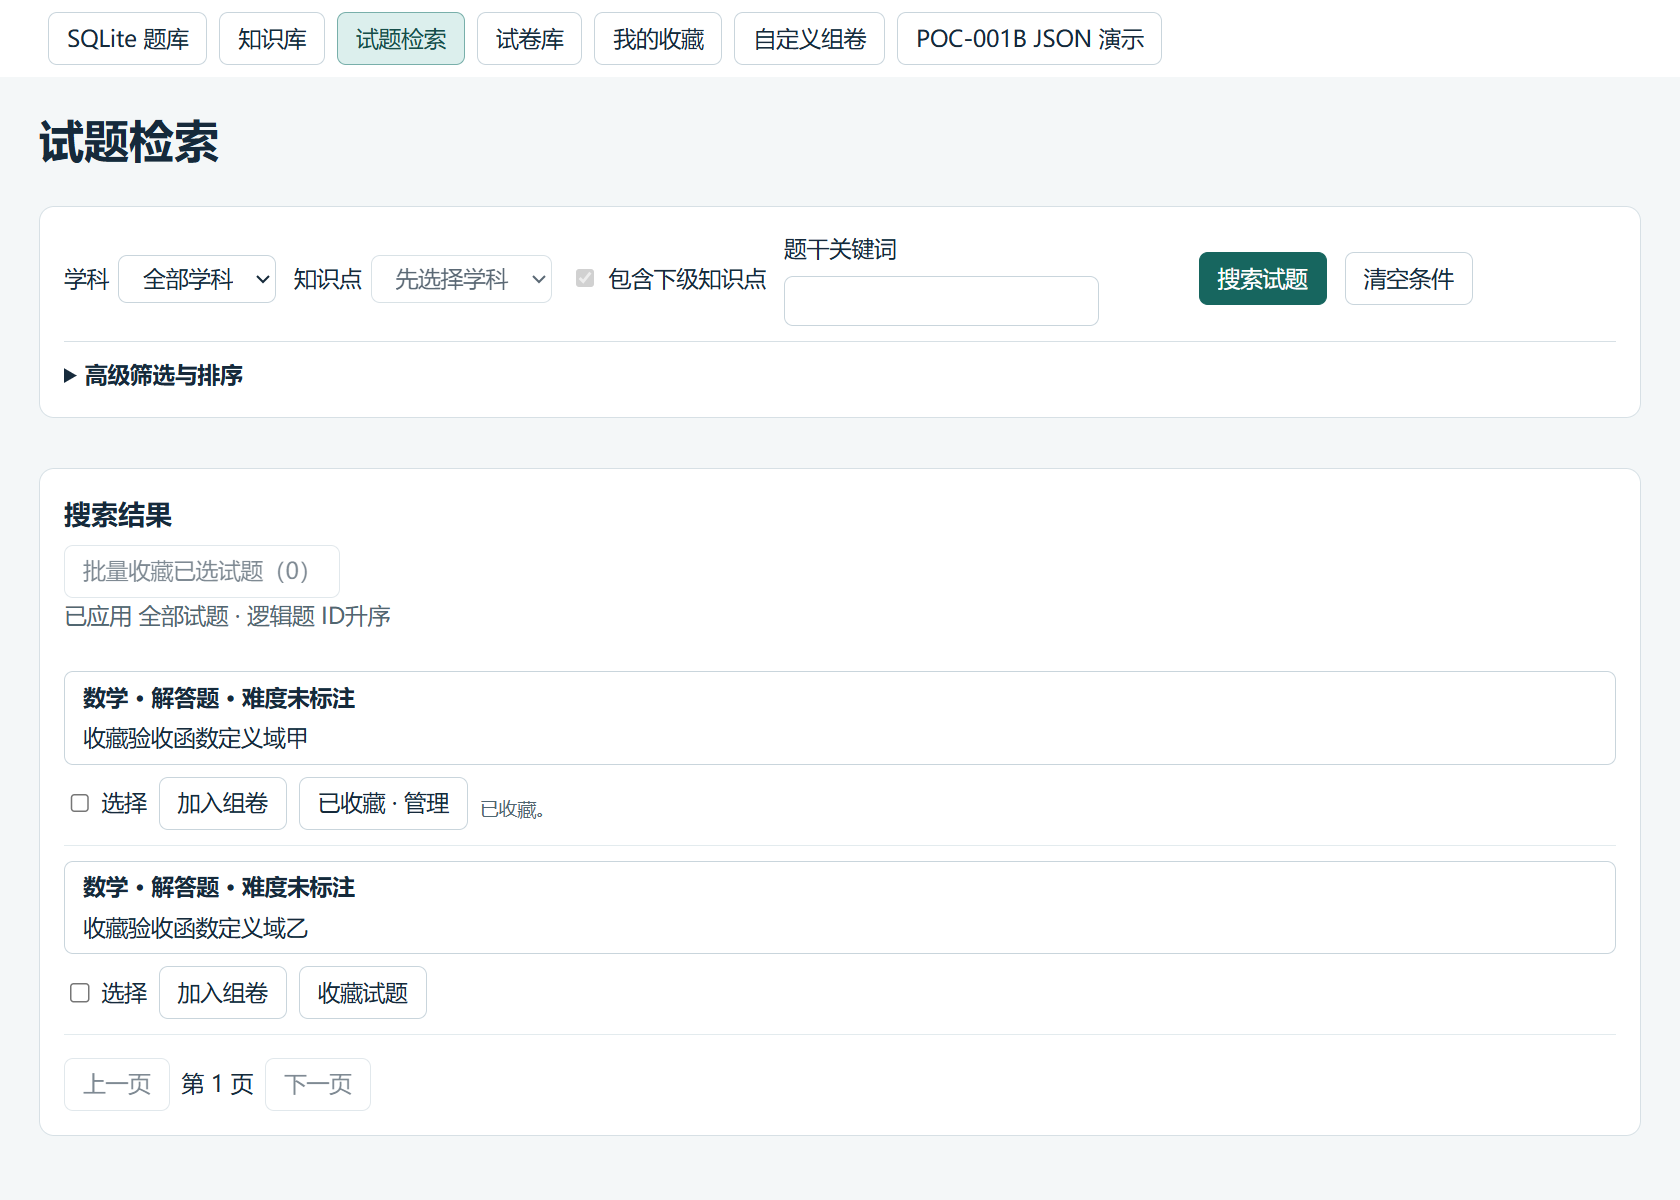 SQLite 题库 知识库 试题检索 试卷库 我的收藏 自定义组卷 POC-001B JSON 演示
试题检索
学科 全部学科 知识点 先选择学科 包含下级知识点 题干关键词 搜索试题 清空条件
高级筛选与排序
搜索结果
批量收藏已选试题（0）
已应用 全部试题 · 逻辑题 ID升序
数学 • 解答题 • 难度未标注
收藏验收函数定义域甲
选择 加入组卷 已收藏 · 管理 已收藏。
数学 • 解答题 • 难度未标注
收藏验收函数定义域乙
选择 加入组卷 收藏试题
上一页 第 1 页 下一页